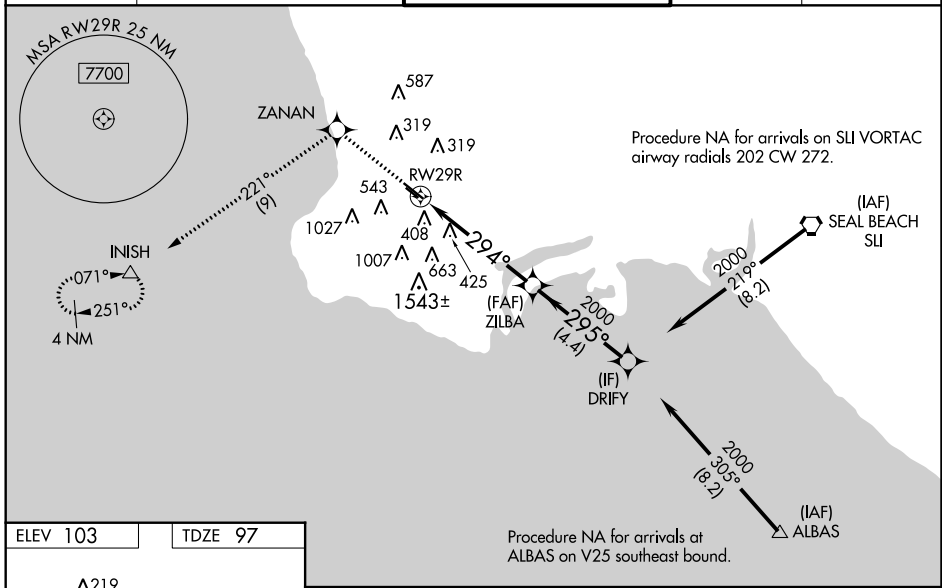 MSA RW29R 25 NM
7700
587
ZANAN
319
319
Procedure NA for arrivals on SLI VORTAC
airway radials 202 CW 272.
RW29R
543
1027
408
221°
(9)
(IAF)
SEAL BEACH
SLI
INISH
071°
251°
4 NM
1007
663
425
1543±
294°
2000
219°
(8.2)
(FAF)
ZILBA
2000
295°
(4.4)
(IF)
DRIFY
2000
305°
(8.2)
(IAF)
ALBAS
Procedure NA for arrivals at
ALBAS on V25 southeast bound.
ELEV 103
TDZE 97
219